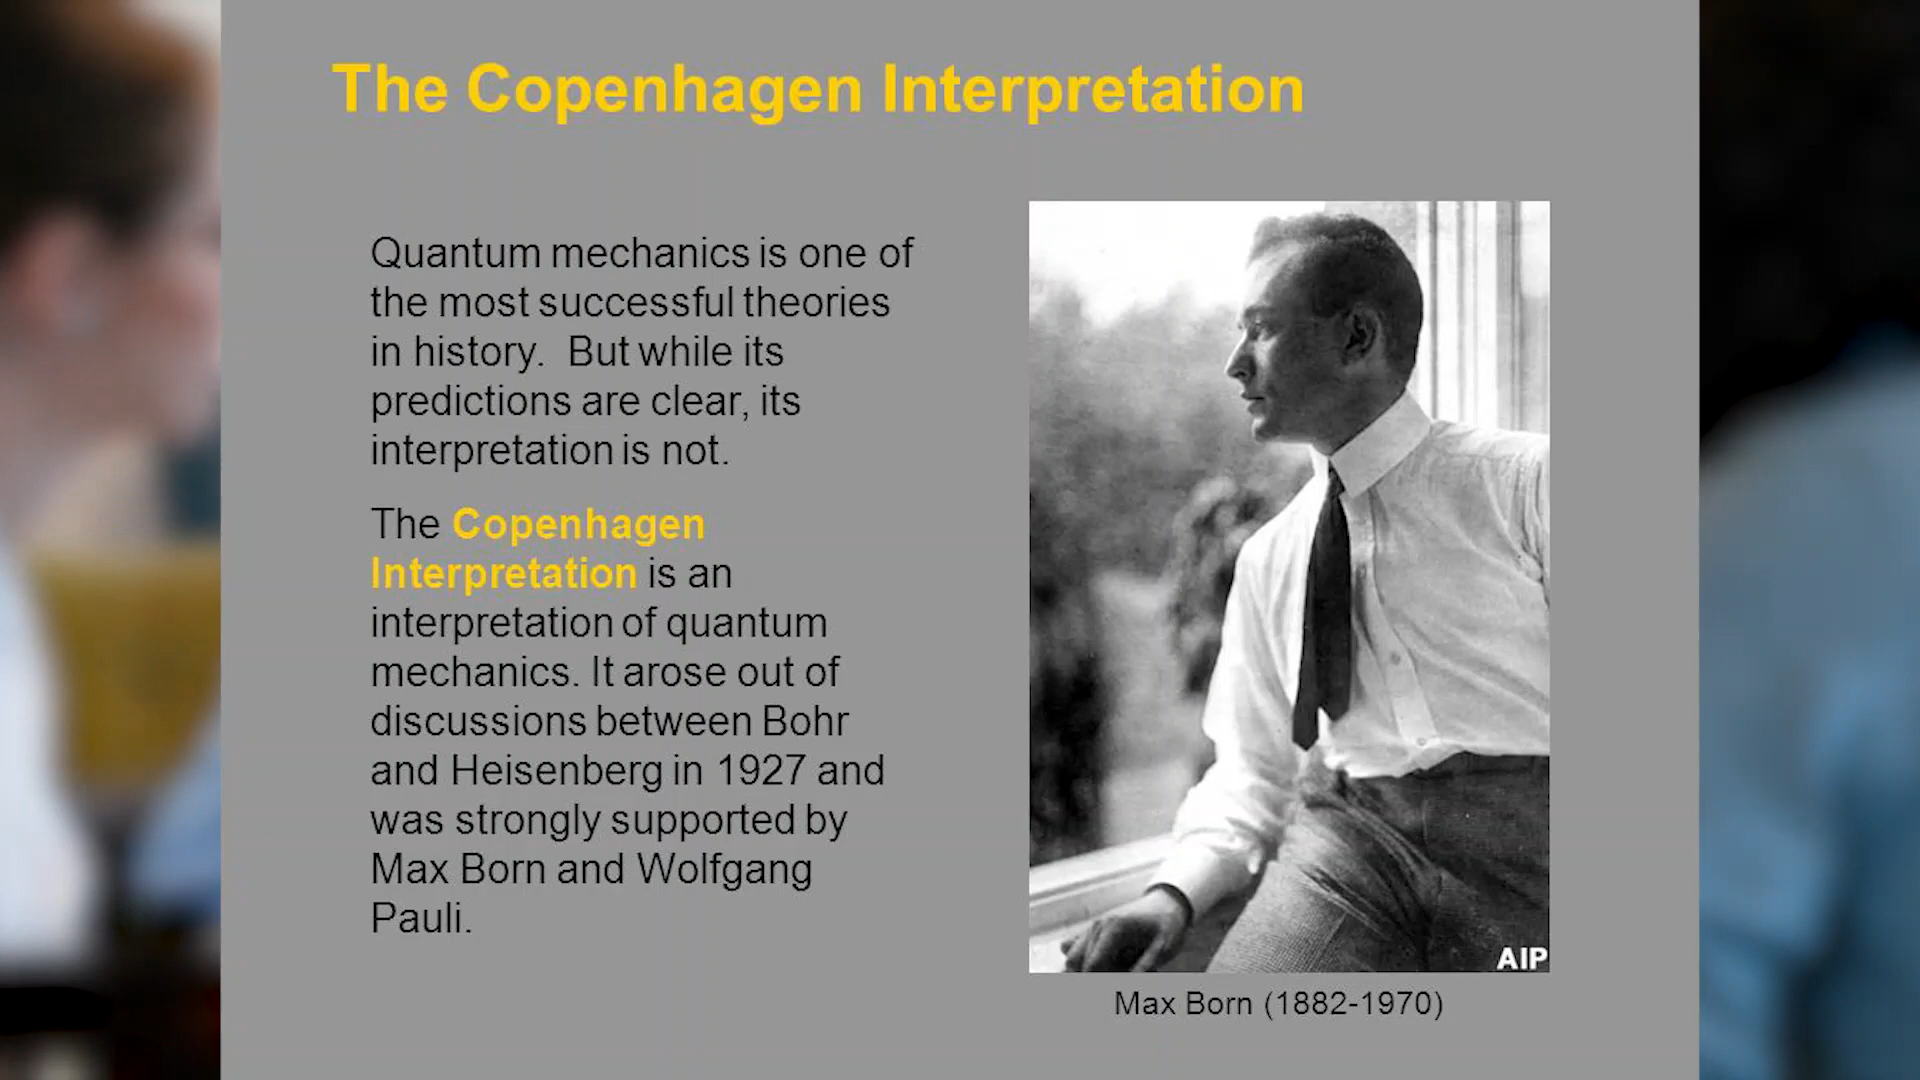 The Copenhagen Interpretation
Quantum mechanics is one of
the most successful theories
in history.  But while its
predictions are clear, its
interpretation is not.
The Copenhagen
Interpretation is an
interpretation of quantum
mechanics. It arose out of
discussions between Bohr
and Heisenberg in 1927 and
was strongly supported by
Max Born and Wolfgang
Pauli.
AIP
Max Born (1882-1970)